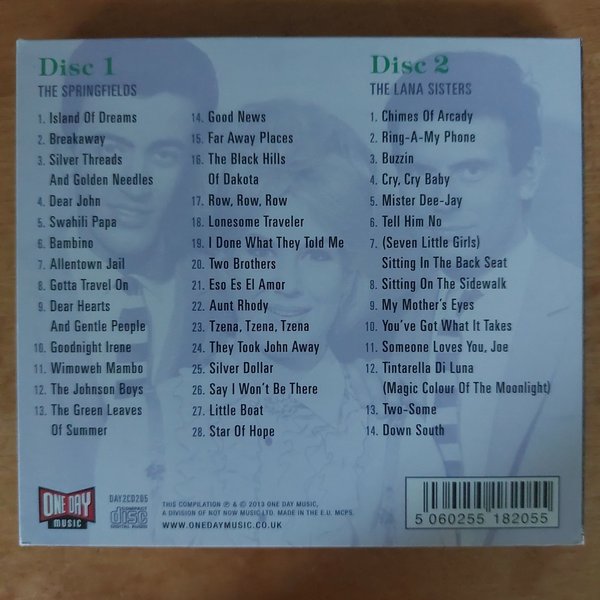 Disc 1
THE SPRINGFIELDS
1. Island Of Dreams
2. Breakaway
3. Silver Threads
And Golden Needles
4. Dear John
5. Swahili Papa
6. Bambino
7. Allentown Jail
8. Gotta Travel On
9. Dear Hearts
And Gentle People
10. Goodnight Irene
11. Wimoweh Mambo
12. The Johnson Boys
13. The Green Leaves
Of Summer
14. Good News
15. Far Away Places
16. The Black Hills
Of Dakota
17. Row, Row, Row
18. Lonesome Traveler
19. I Done What They Told Me
20. Two Brothers
21. Eso Es El Amor
22. Aunt Rhody
23. Tzena, Tzena, Tzena
24. They Took John Away
25. Silver Dollar
26. Say I Won't Be There
27. Little Boat
28. Star Of Hope
Disc 2
THE LANA SISTERS
1. Chimes Of Arcady
2. Ring-A-My Phone
3. Buzzin
4. Cry, Cry Baby
5. Mister Dee-Jay
6. Tell Him No
7. (Seven Little Girls)
Sitting In The Back Seat
8. Sitting On The Sidewalk
9. My Mother's Eyes
10. You've Got What It Takes
11. Someone Loves You, Joe
12. Tintarella Di Luna
(Magic Colour Of The Moonlight)
13. Two-Some
14. Down South
ONE DAY
MUSIC
DAY2CD205
COMPACT
disc
DIGITAL AUDIO
THIS COMPILATION ℗ & © 2013 ONE DAY MUSIC,
A DIVISION OF NOT NOW MUSIC LTD. MADE IN THE E.U. MCPS.
WWW.ONEDAYMUSIC.CO.UK
5 060255 182055